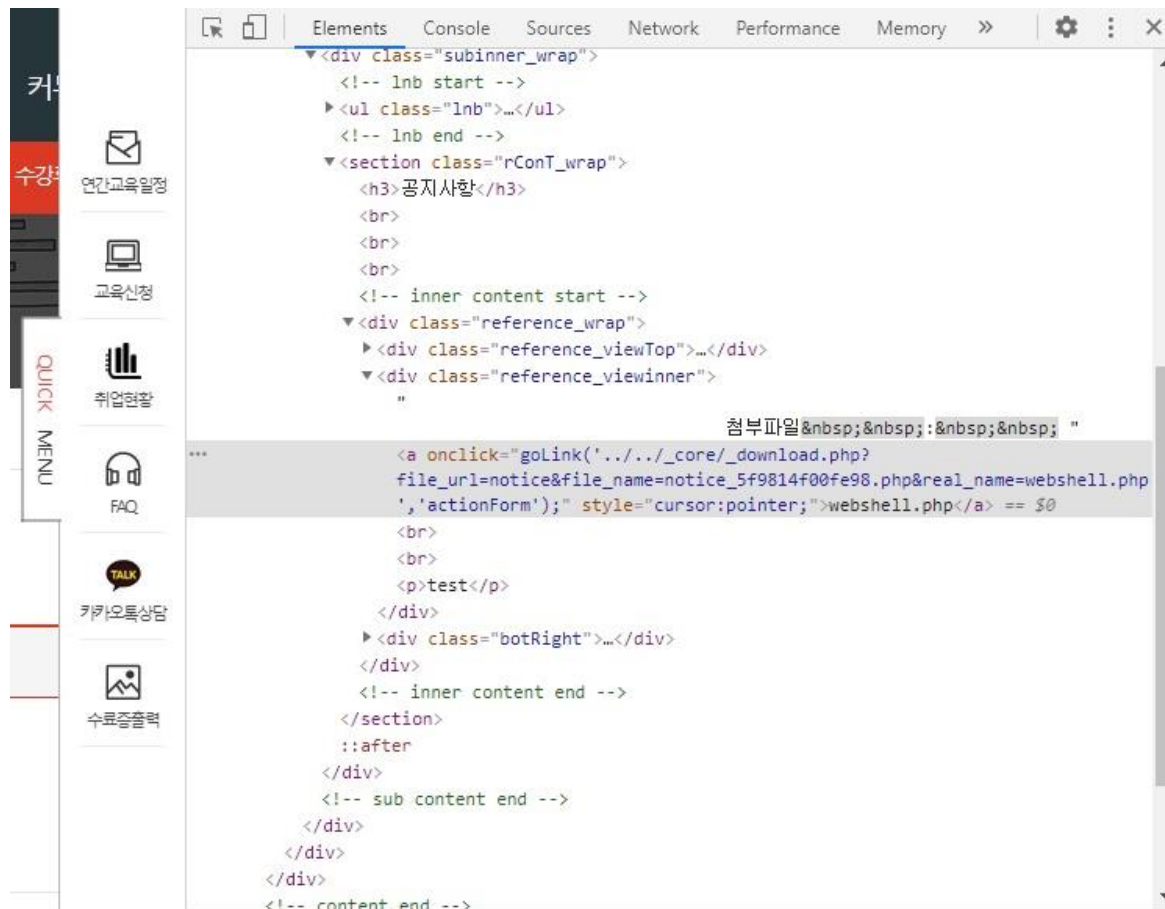 Elements Console Sources Network Performance Memory »
<div class="subinner_wrap">
<!-- lnb start -->
<ul class="lnb">…</ul>
<!-- lnb end -->
<section class="rConT_wrap">
<h3>공지사항</h3>
<br>
<br>
<br>
<!-- inner content start -->
<div class="reference_wrap">
<div class="reference_viewTop">…</div>
<div class="reference_viewinner">
"
첨부파일&nbsp;&nbsp;:&nbsp;&nbsp; "
<a onclick="goLink('../../_core/_download.php?
file_url=notice&file_name=notice_5f9814f00fe98.php&real_name=webshell.php
','actionForm');" style="cursor:pointer;">webshell.php</a> == $0
<br>
<br>
<p>test</p>
</div>
<div class="botRight">…</div>
</div>
<!-- inner content end -->
</section>
::after
</div>
<!-- sub content end -->
</div>
</div>
</div>
<!-- content end -->
수강
연간교육일정
교육신청
취업현황
FAQ
TALK
카카오톡상담
수료증출력
QUICK MENU